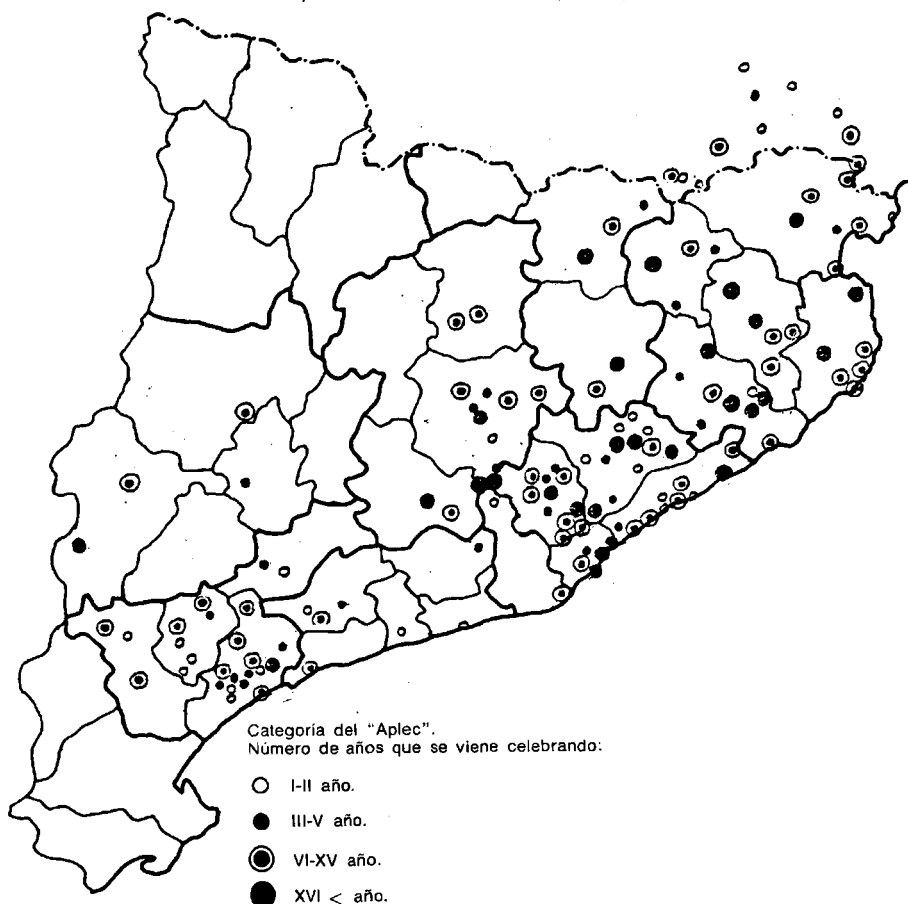 Categoría del “Aplec”.
Número de años que se viene celebrando:
I-II año.
III-V año.
VI-XV año.
XVI < año.